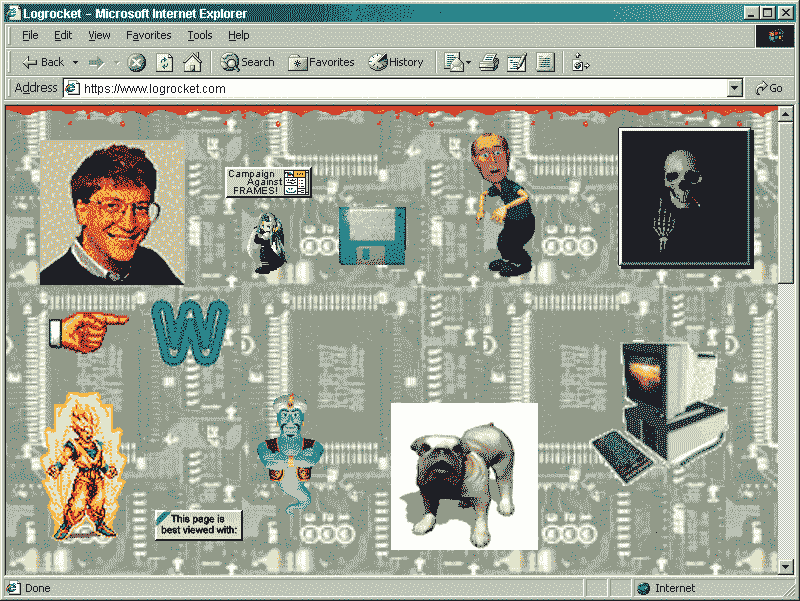 Logrocket – Microsoft Internet Explorer
File Edit View Favorites Tools Help
Back Search Favorites History
Address https://www.logrocket.com Go
Campaign
Against
FRAMES!
W
This page is
best viewed with:
Done Internet